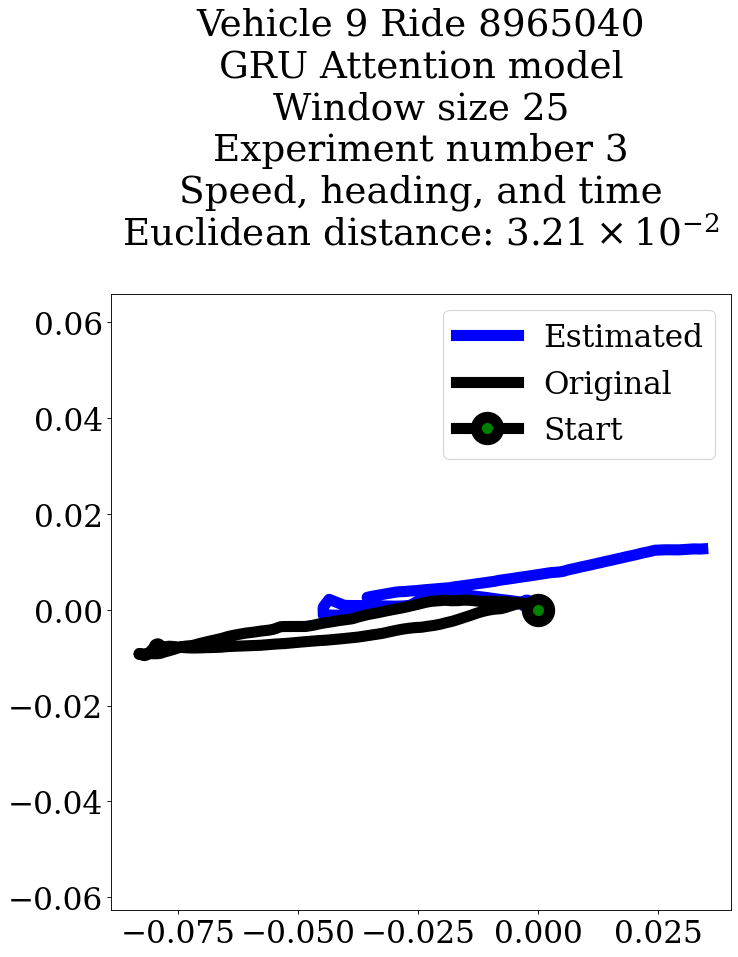 Vehicle 9 Ride 8965040
GRU Attention model
Window size 25
Experiment number 3
Speed, heading, and time
Euclidean distance: 3.21 × 10⁻²
Estimated
Original
Start
0.06
0.04
0.02
0.00
−0.02
−0.04
−0.06
−0.075 −0.050 −0.025 0.000 0.025